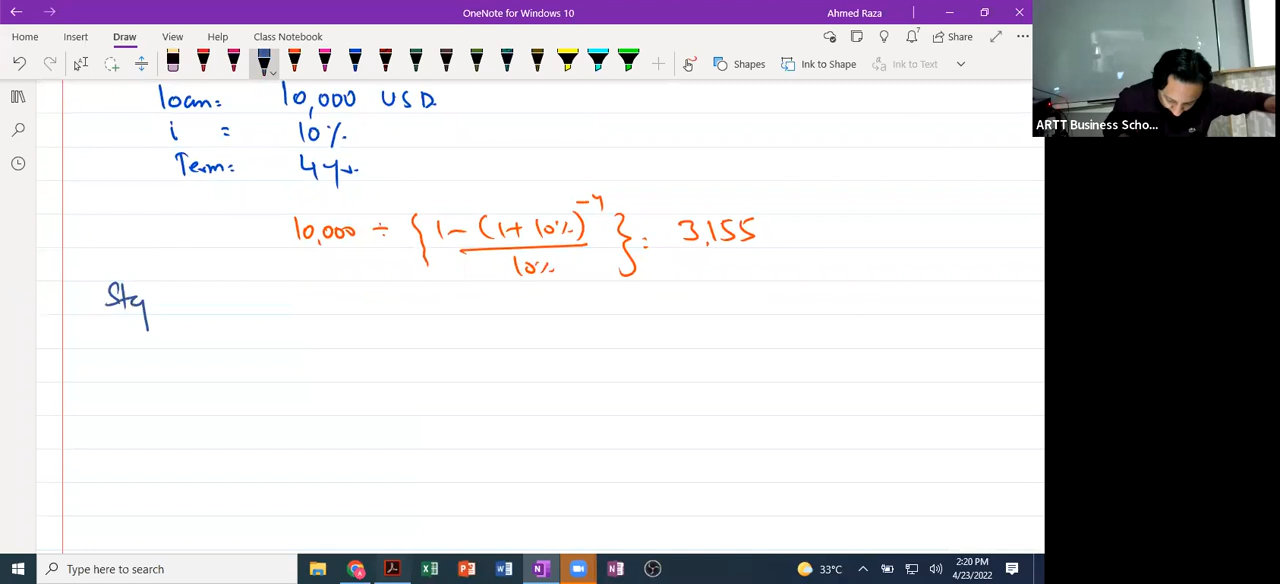 OneNote for Windows 10
Ahmed Raza
Home Insert Draw View Help Class Notebook
Share
Shapes Ink to Shape Ink to Text
ARTT Business Scho...
loan= 10,000 USD.
i = 10%
Term= 4 yr.
10,000 ÷ { 1 - (1 + 10%)^-4 / 10% } = 3,155
Type here to search
33°C
2:20 PM
4/23/2022